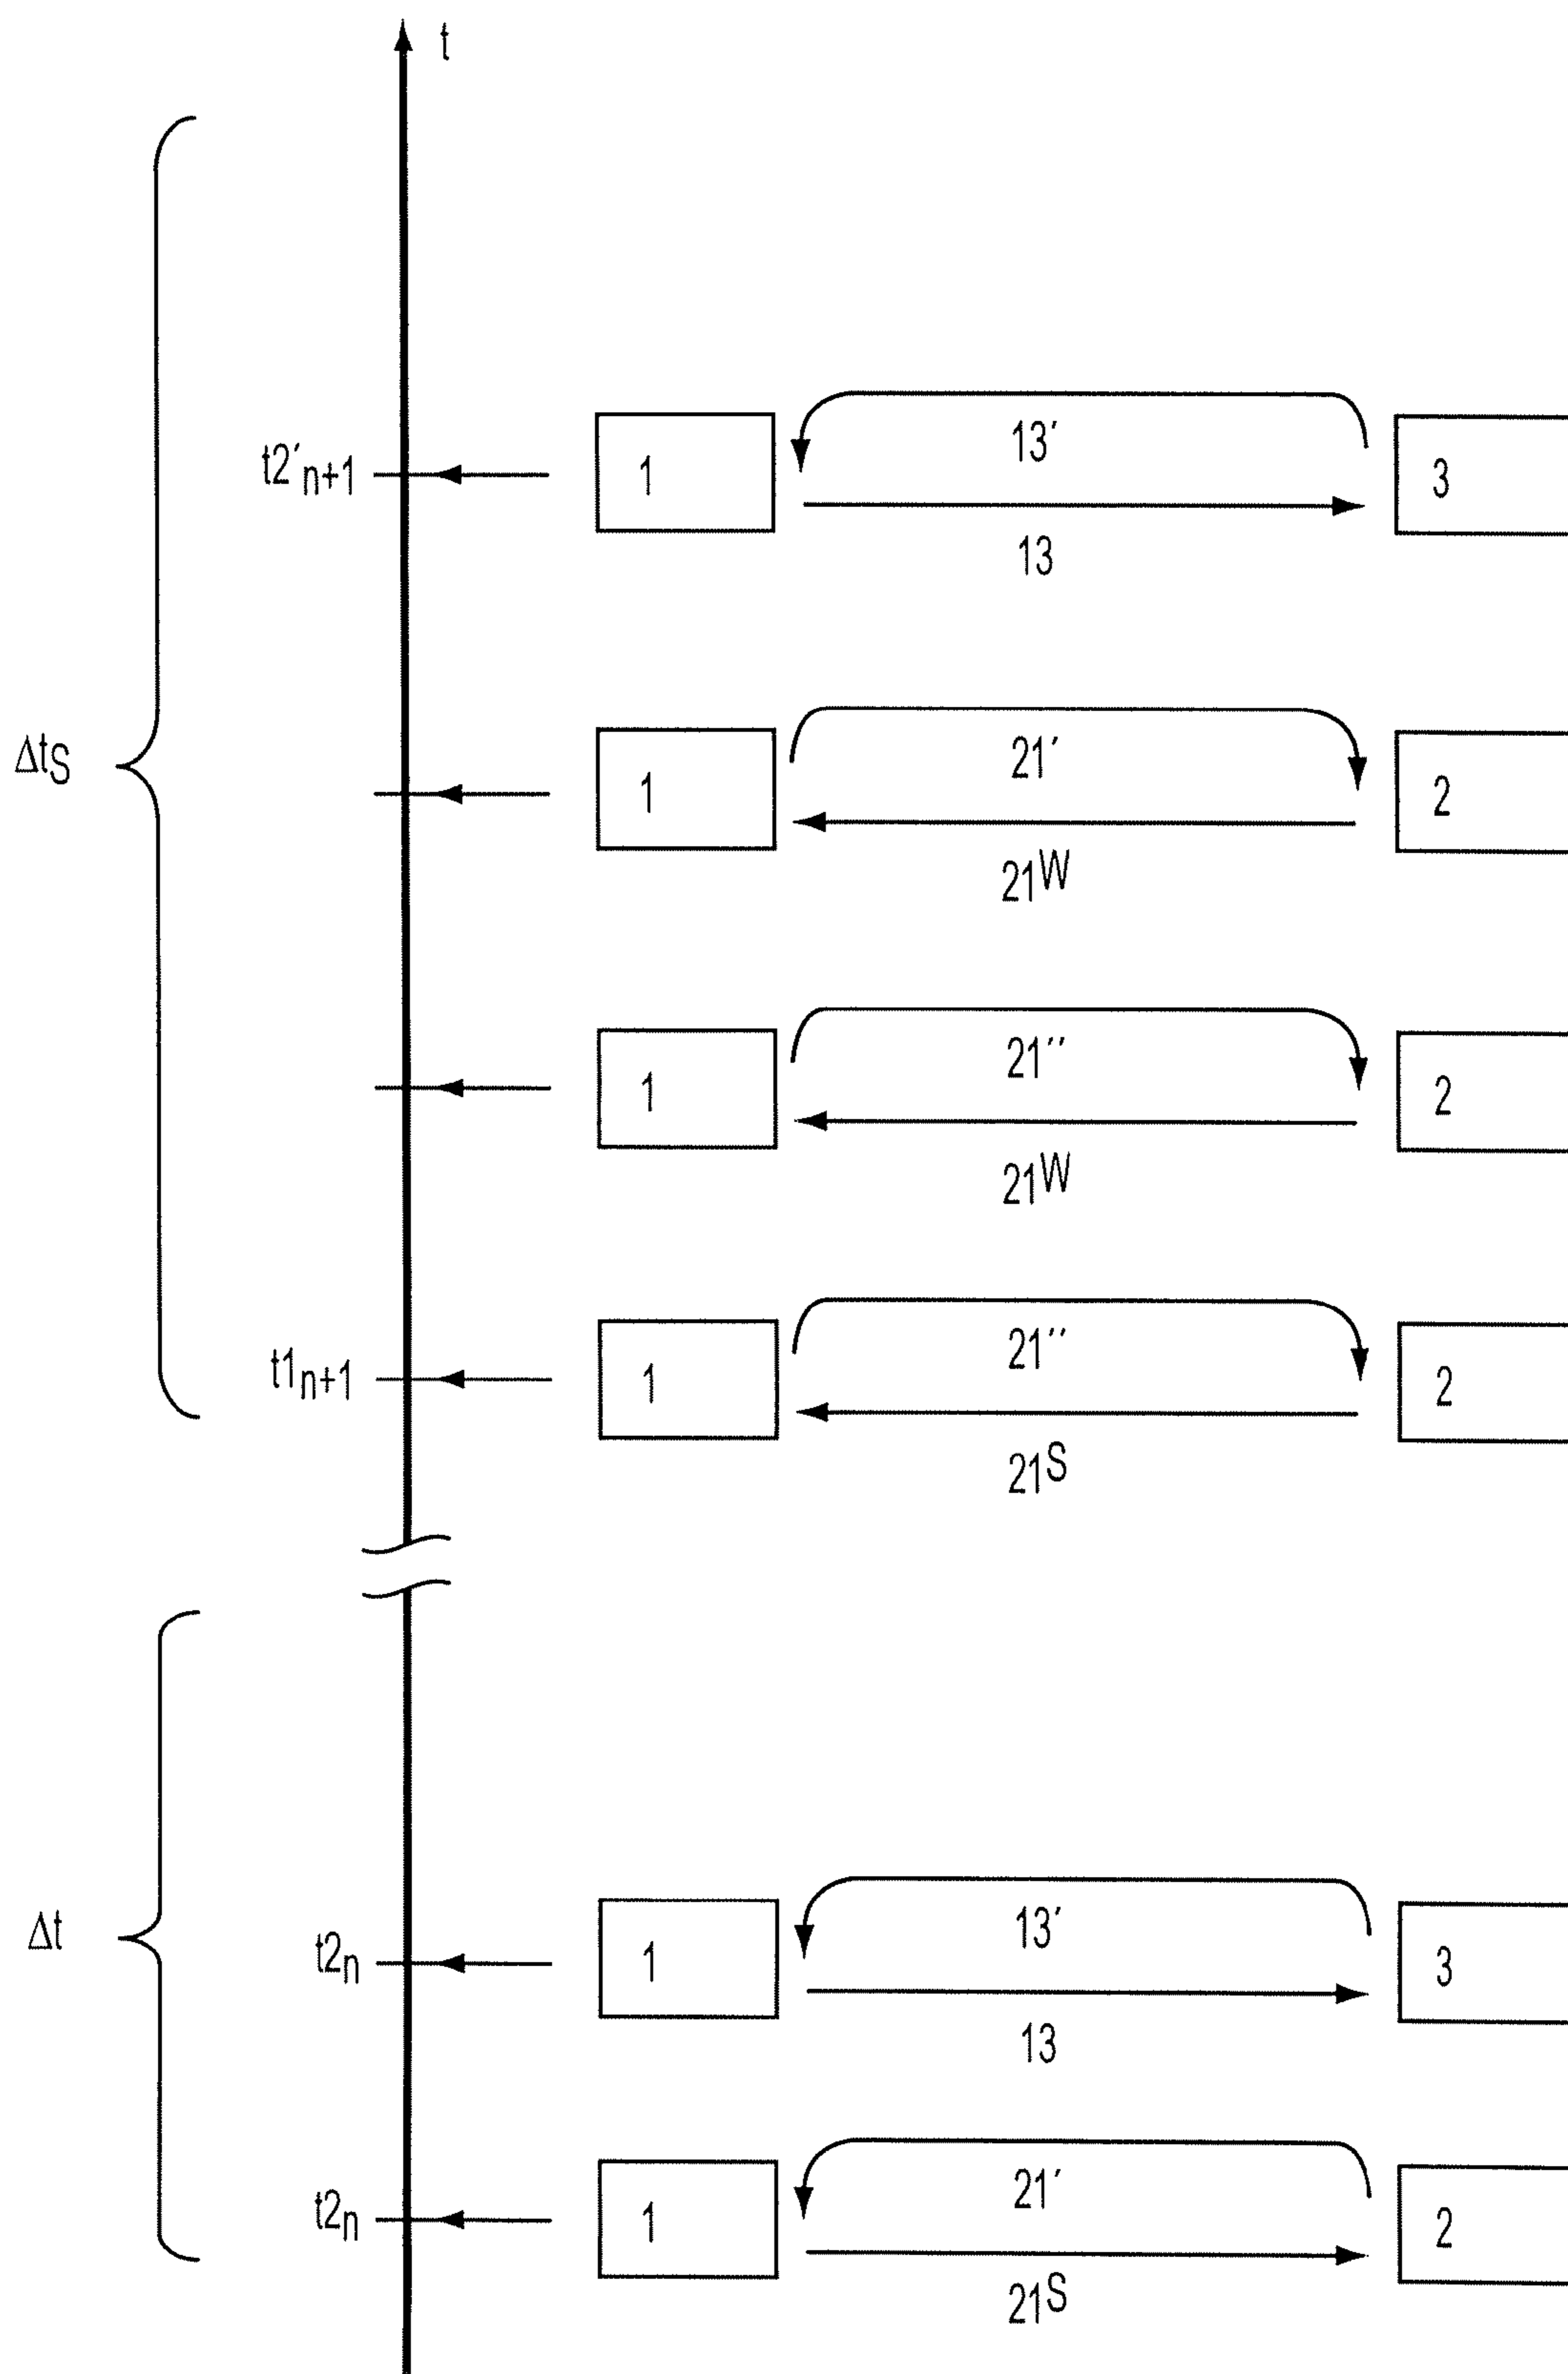 t
13′
t2′n+1 1 3
13
21′
ΔtS 1 2
21W
21′′
1 2
21W
21′′
t1n+1 1 2
21S
13′
Δt t2n 1 3
13
21′
t2n 1 2
21S